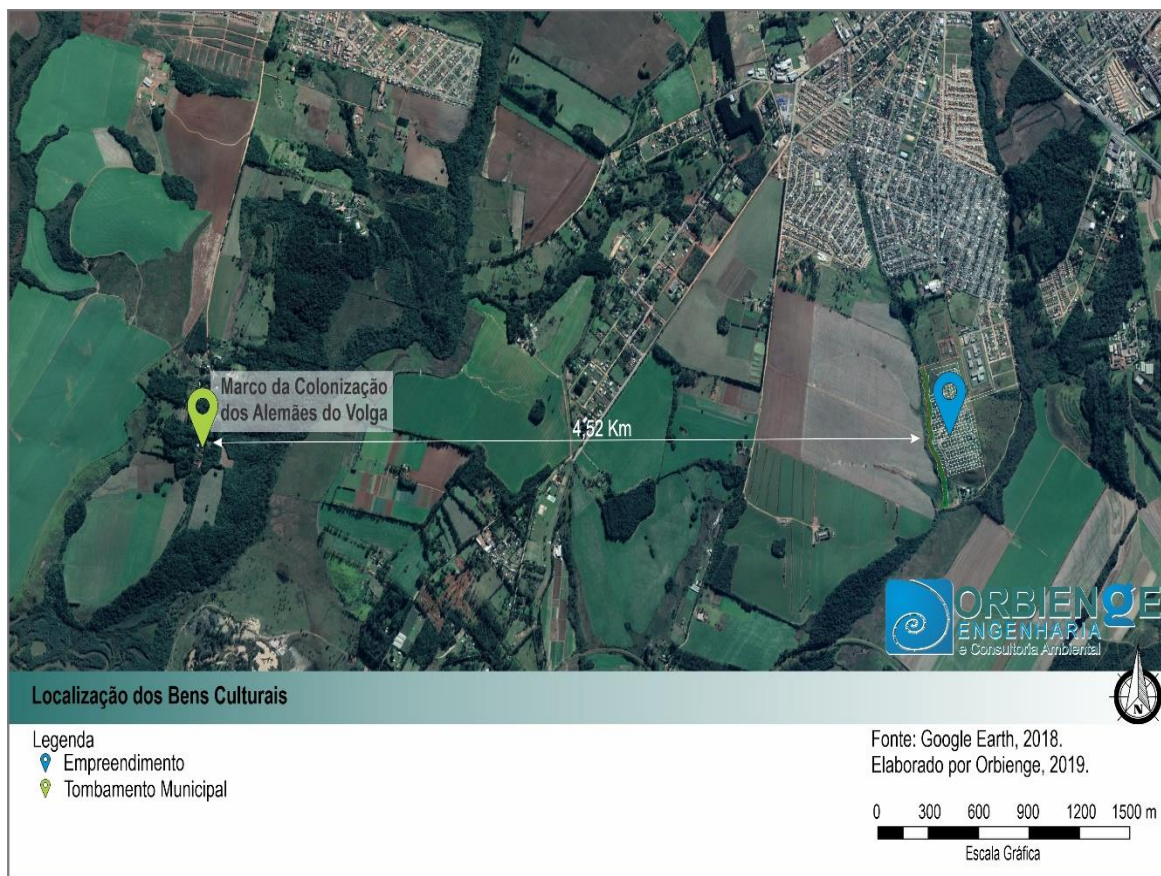 Marco da Colonização
dos Alemães do Volga
4,52 Km
ORBIENGE
ENGENHARIA
e Consultoria Ambiental
Localização dos Bens Culturais
N
Legenda
Empreendimento
Tombamento Municipal
Fonte: Google Earth, 2018.
Elaborado por Orbienge, 2019.
0 300 600 900 1200 1500 m
Escala Gráfica